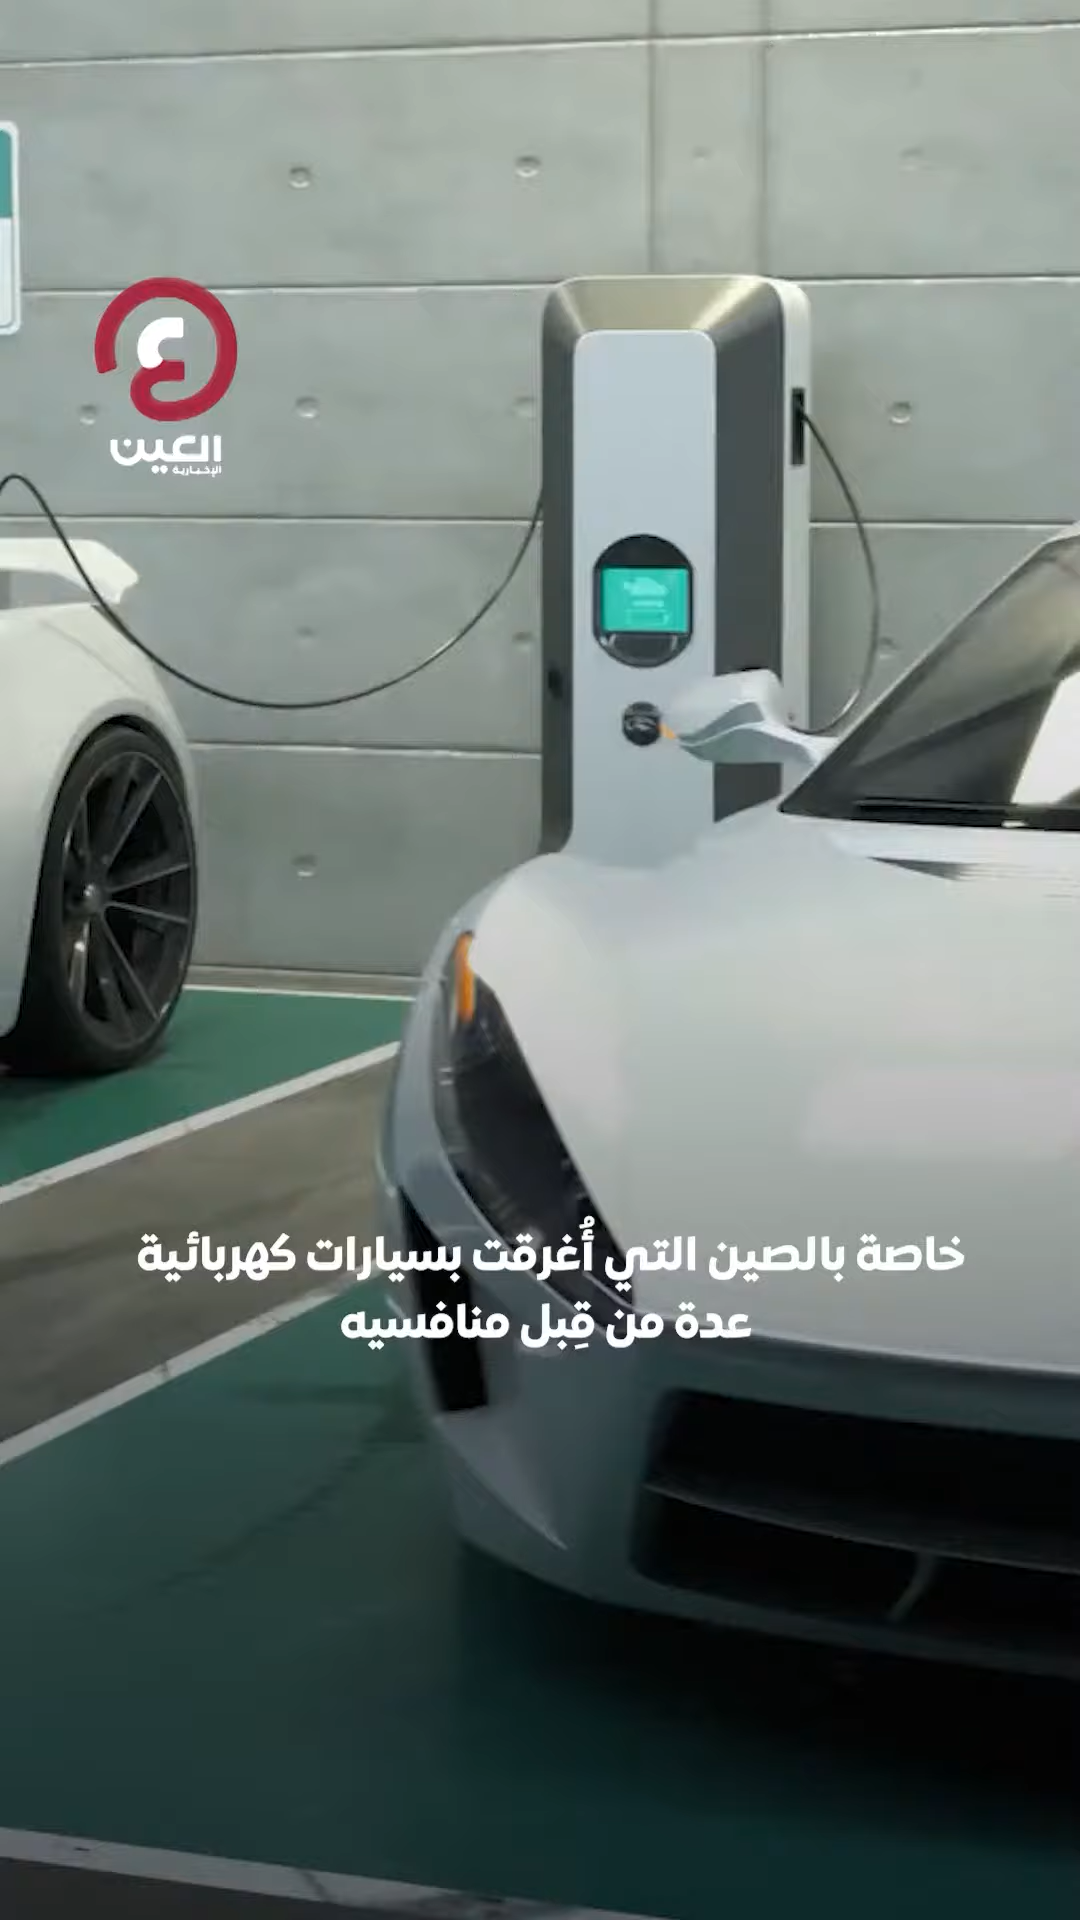 العين
الإخبارية
خاصة بالصين التي أُغرقت بسيارات كهربائية
عدة من قِبل منافسيه